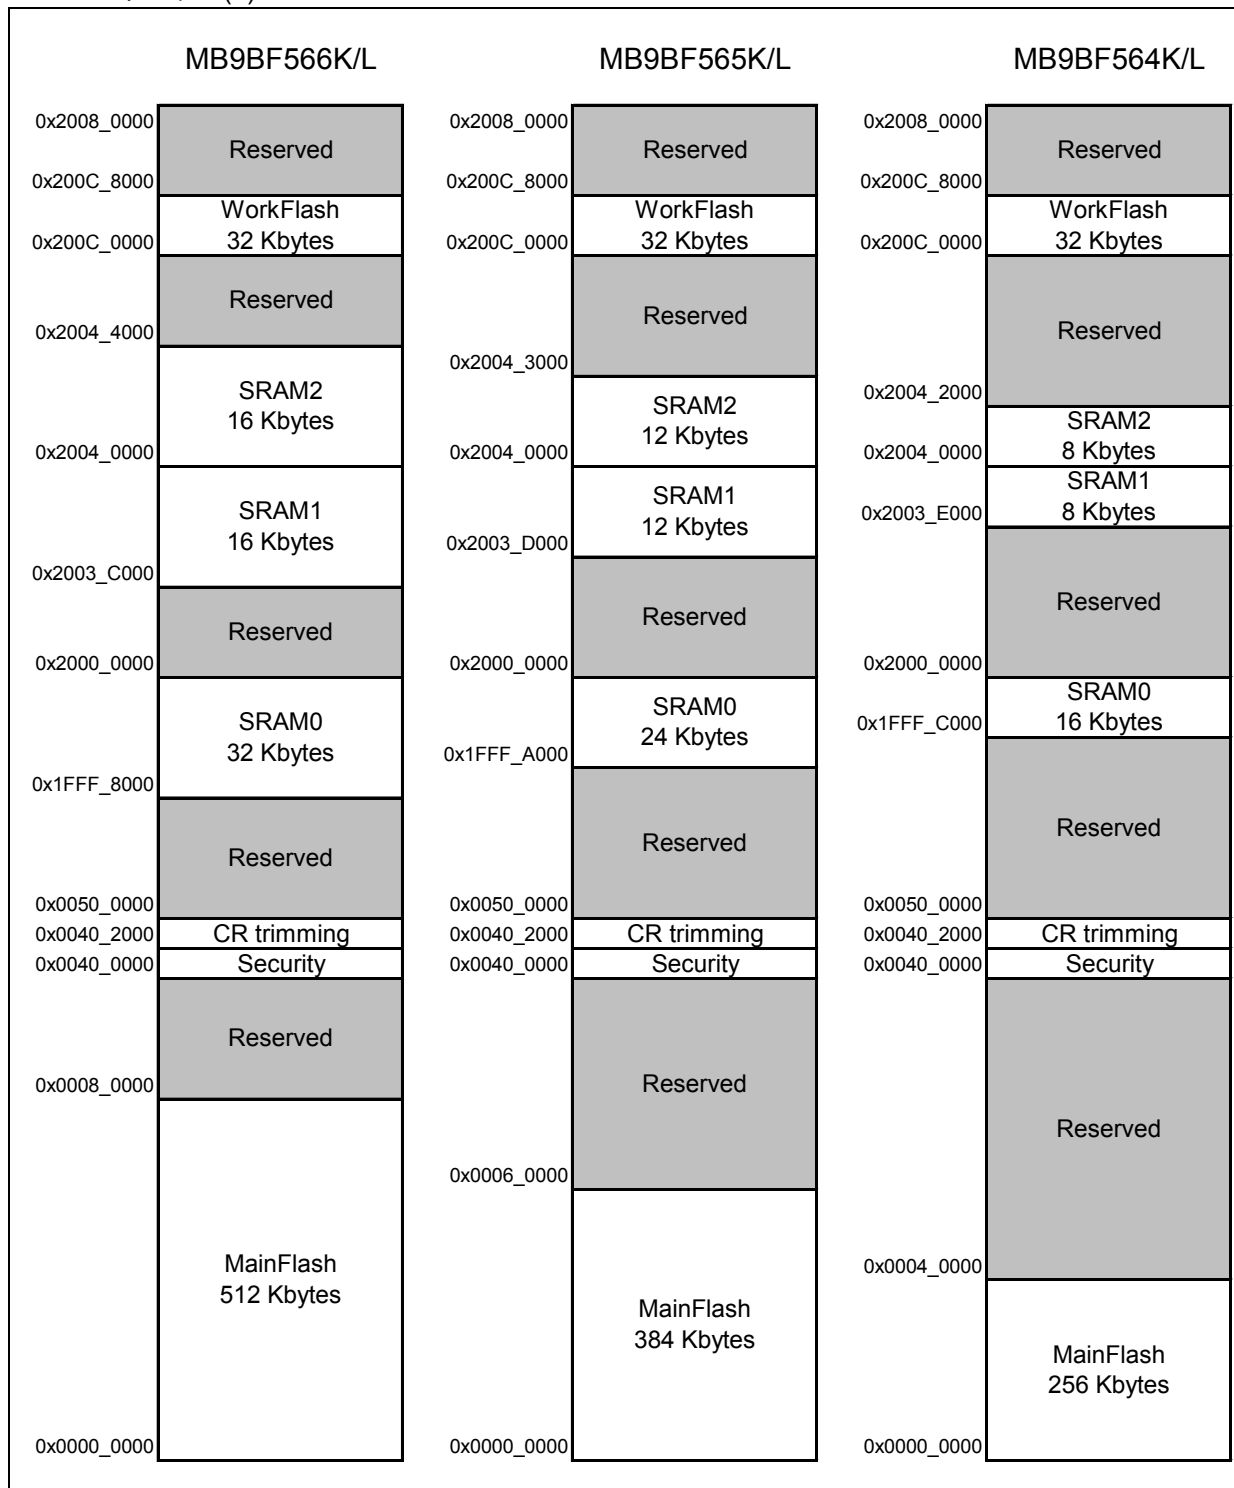 MB9BF566K/L
0x2008_0000
Reserved
0x200C_8000
WorkFlash
32 Kbytes
0x200C_0000
Reserved
0x2004_4000
SRAM2
16 Kbytes
0x2004_0000
SRAM1
16 Kbytes
0x2003_C000
Reserved
0x2000_0000
SRAM0
32 Kbytes
0x1FFF_8000
Reserved
0x0050_0000
CR trimming
0x0040_2000
Security
0x0040_0000
Reserved
0x0008_0000
MainFlash
512 Kbytes
0x0000_0000
MB9BF565K/L
0x2008_0000
Reserved
0x200C_8000
WorkFlash
32 Kbytes
0x200C_0000
Reserved
0x2004_3000
SRAM2
12 Kbytes
0x2004_0000
SRAM1
12 Kbytes
0x2003_D000
Reserved
0x2000_0000
SRAM0
24 Kbytes
0x1FFF_A000
Reserved
0x0050_0000
CR trimming
0x0040_2000
Security
0x0040_0000
Reserved
0x0006_0000
MainFlash
384 Kbytes
0x0000_0000
MB9BF564K/L
0x2008_0000
Reserved
0x200C_8000
WorkFlash
32 Kbytes
0x200C_0000
Reserved
0x2004_2000
SRAM2
8 Kbytes
0x2004_0000
SRAM1
8 Kbytes
0x2003_E000
Reserved
0x2000_0000
SRAM0
16 Kbytes
0x1FFF_C000
Reserved
0x0050_0000
CR trimming
0x0040_2000
Security
0x0040_0000
Reserved
0x0004_0000
MainFlash
256 Kbytes
0x0000_0000